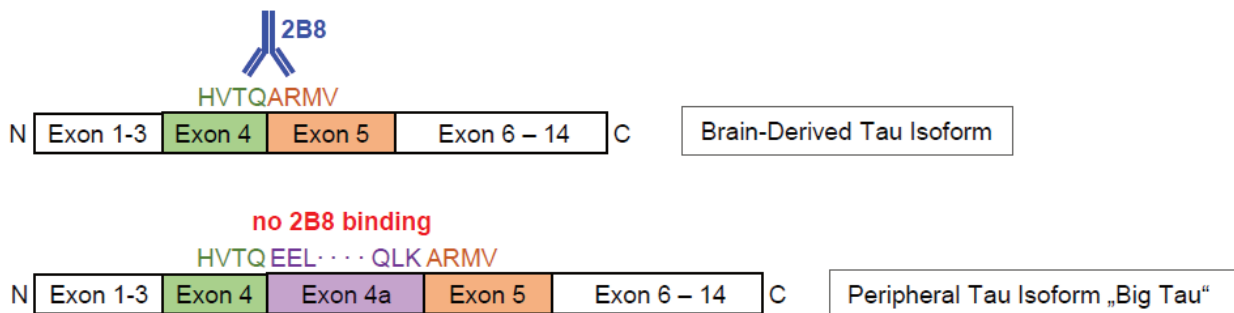 2B8
HVTQARMV
N Exon 1-3 Exon 4 Exon 5 Exon 6 – 14 C
Brain-Derived Tau Isoform
no 2B8 binding
HVTQ EEL · · · · QLK ARMV
N Exon 1-3 Exon 4 Exon 4a Exon 5 Exon 6 – 14 C
Peripheral Tau Isoform „Big Tau“